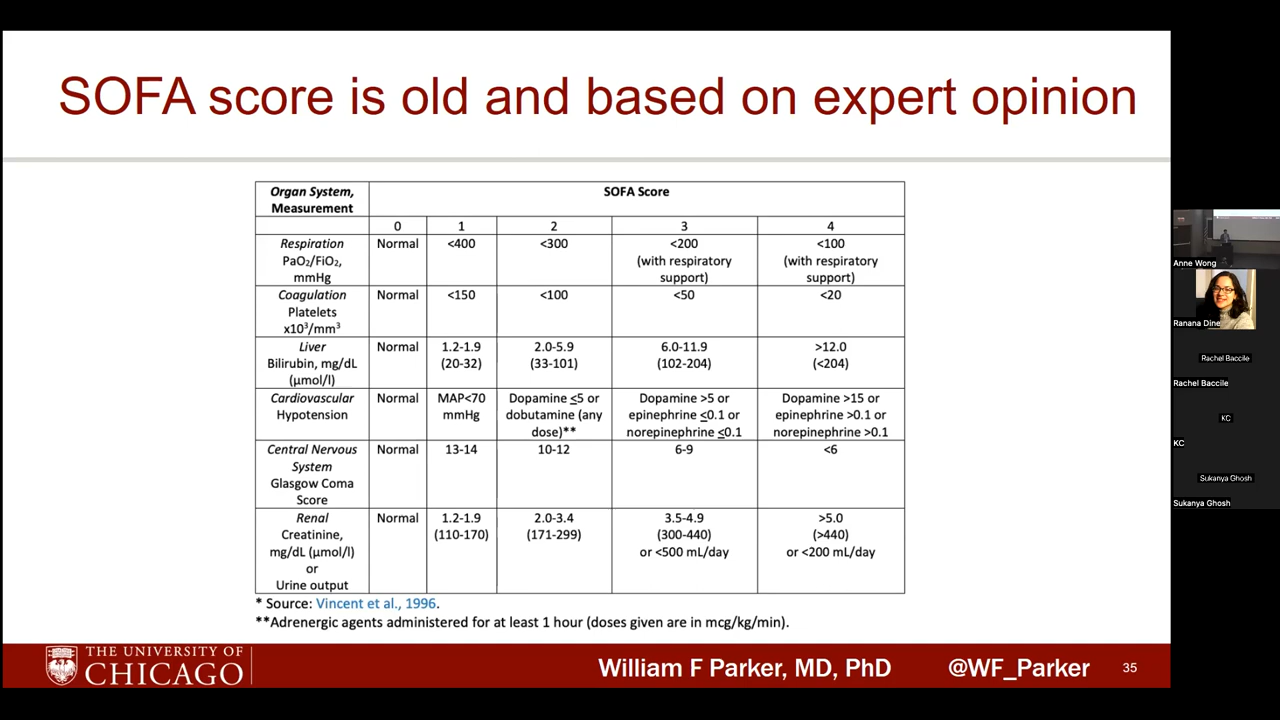 SOFA score is old and based on expert opinion
Organ System,
Measurement
SOFA Score
0 1 2 3 4
Respiration
PaO2/FiO2,
mmHg
Normal
<400
<300
<200
(with respiratory
support)
<100
(with respiratory
support)
Coagulation
Platelets
x10³/mm³
Normal
<150
<100
<50
<20
Liver
Bilirubin, mg/dL
(μmol/l)
Normal
1.2-1.9
(20-32)
2.0-5.9
(33-101)
6.0-11.9
(102-204)
>12.0
(<204)
Cardiovascular
Hypotension
Normal
MAP<70
mmHg
Dopamine ≤5 or
dobutamine (any
dose)**
Dopamine >5 or
epinephrine ≤0.1 or
norepinephrine ≤0.1
Dopamine >15 or
epinephrine >0.1 or
norepinephrine >0.1
Central Nervous
System
Glasgow Coma
Score
Normal
13-14
10-12
6-9
<6
Renal
Creatinine,
mg/dL (μmol/l)
or
Urine output
Normal
1.2-1.9
(110-170)
2.0-3.4
(171-299)
3.5-4.9
(300-440)
or <500 mL/day
>5.0
(>440)
or <200 mL/day
* Source: Vincent et al., 1996.
**Adrenergic agents administered for at least 1 hour (doses given are in mcg/kg/min).
THE UNIVERSITY OF
CHICAGO
William F Parker, MD, PhD
@WF_Parker
35
Anne Wong
Ranana Dine
Rachel Baccile
Rachel Baccile
KC
KC
Sukanya Ghosh
Sukanya Ghosh